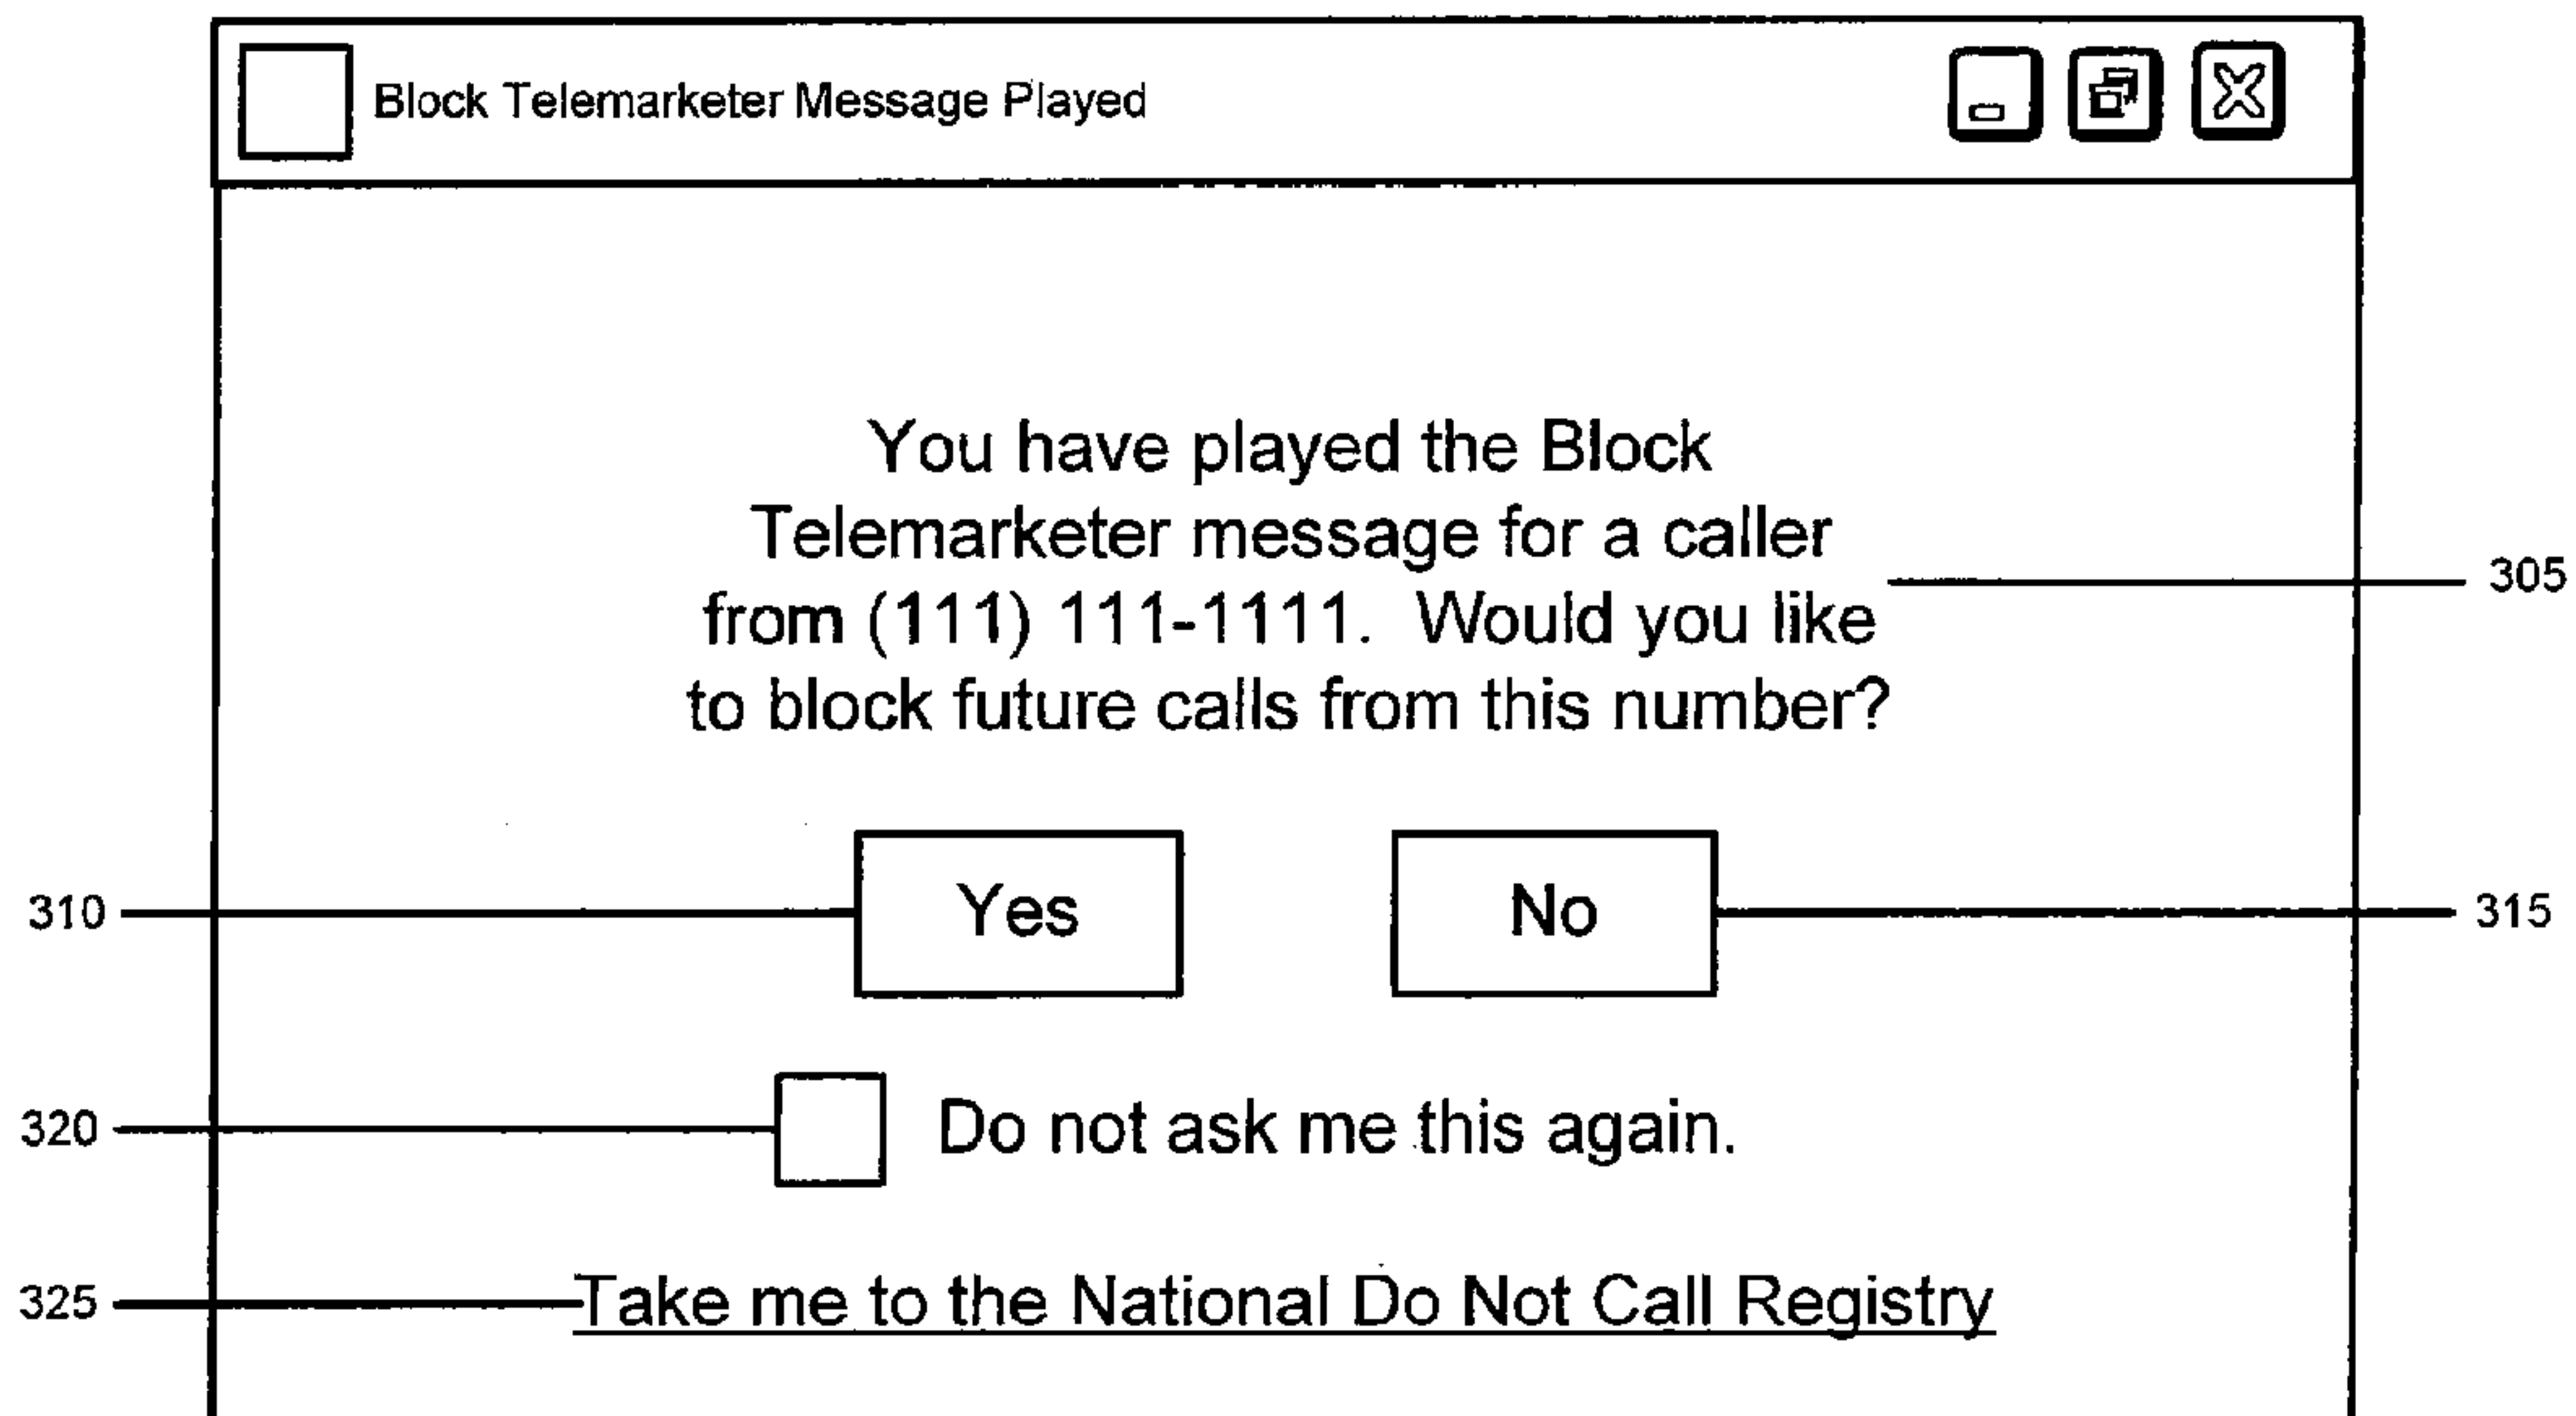 Block Telemarketer Message Played
You have played the Block
Telemarketer message for a caller
from (111) 111-1111. Would you like
to block future calls from this number?
305
310
Yes
No
315
320
Do not ask me this again.
325
Take me to the National Do Not Call Registry